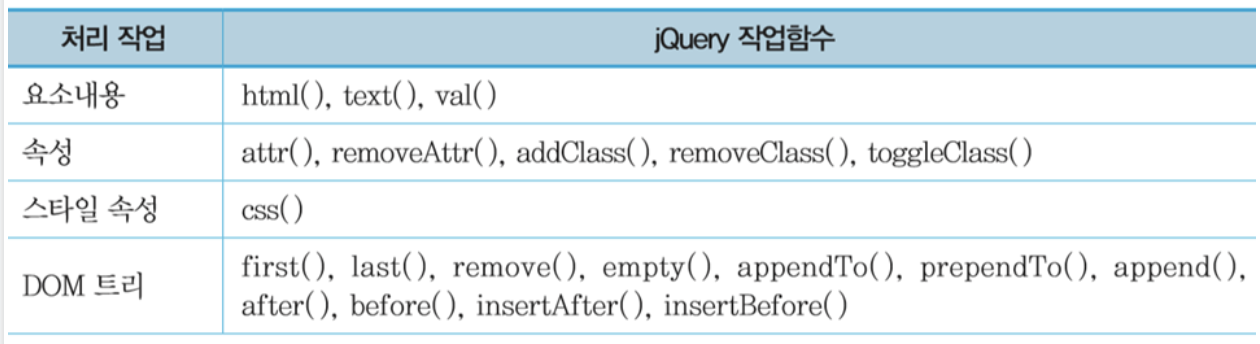 처리 작업 jQuery 작업함수
요소내용 html( ), text( ), val( )
속성 attr( ), removeAttr( ), addClass( ), removeClass( ), toggleClass( )
스타일 속성 css( )
DOM 트리 first( ), last( ), remove( ), empty( ), appendTo( ), prependTo( ), append( ),
after( ), before( ), insertAfter( ), insertBefore( )